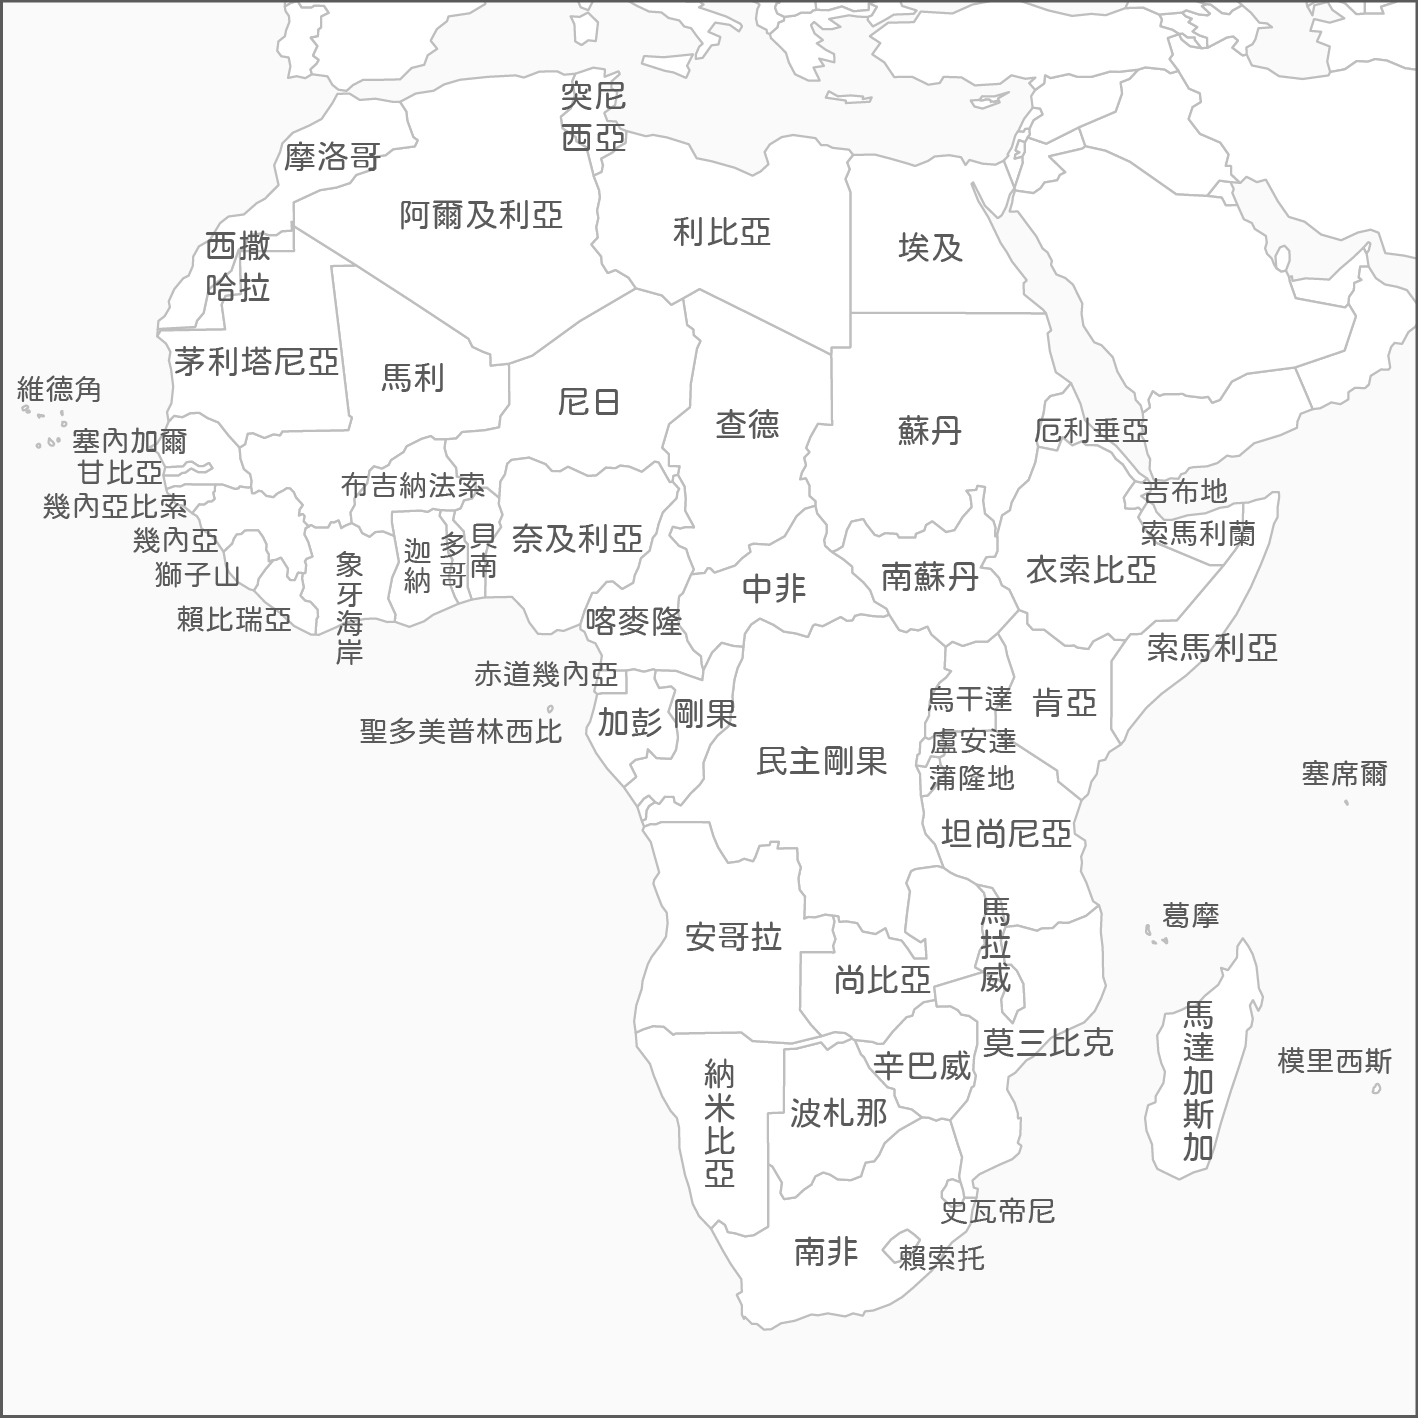 突尼
西亞
摩洛哥
阿爾及利亞
利比亞
埃及
西撒
哈拉
茅利塔尼亞
馬利
尼日
查德
蘇丹
厄利垂亞
維德角
塞內加爾
甘比亞
幾內亞比索
幾內亞
獅子山
賴比瑞亞
布吉納法索
象牙海岸
迦納
多哥
貝南
奈及利亞
吉布地
索馬利蘭
衣索比亞
中非
南蘇丹
喀麥隆
索馬利亞
赤道幾內亞
聖多美普林西比
加彭
剛果
烏干達
肯亞
盧安達
民主剛果
蒲隆地
塞席爾
坦尚尼亞
馬拉威
葛摩
安哥拉
尚比亞
馬達加斯加
莫三比克
模里西斯
辛巴威
納米比亞
波札那
史瓦帝尼
南非
賴索托